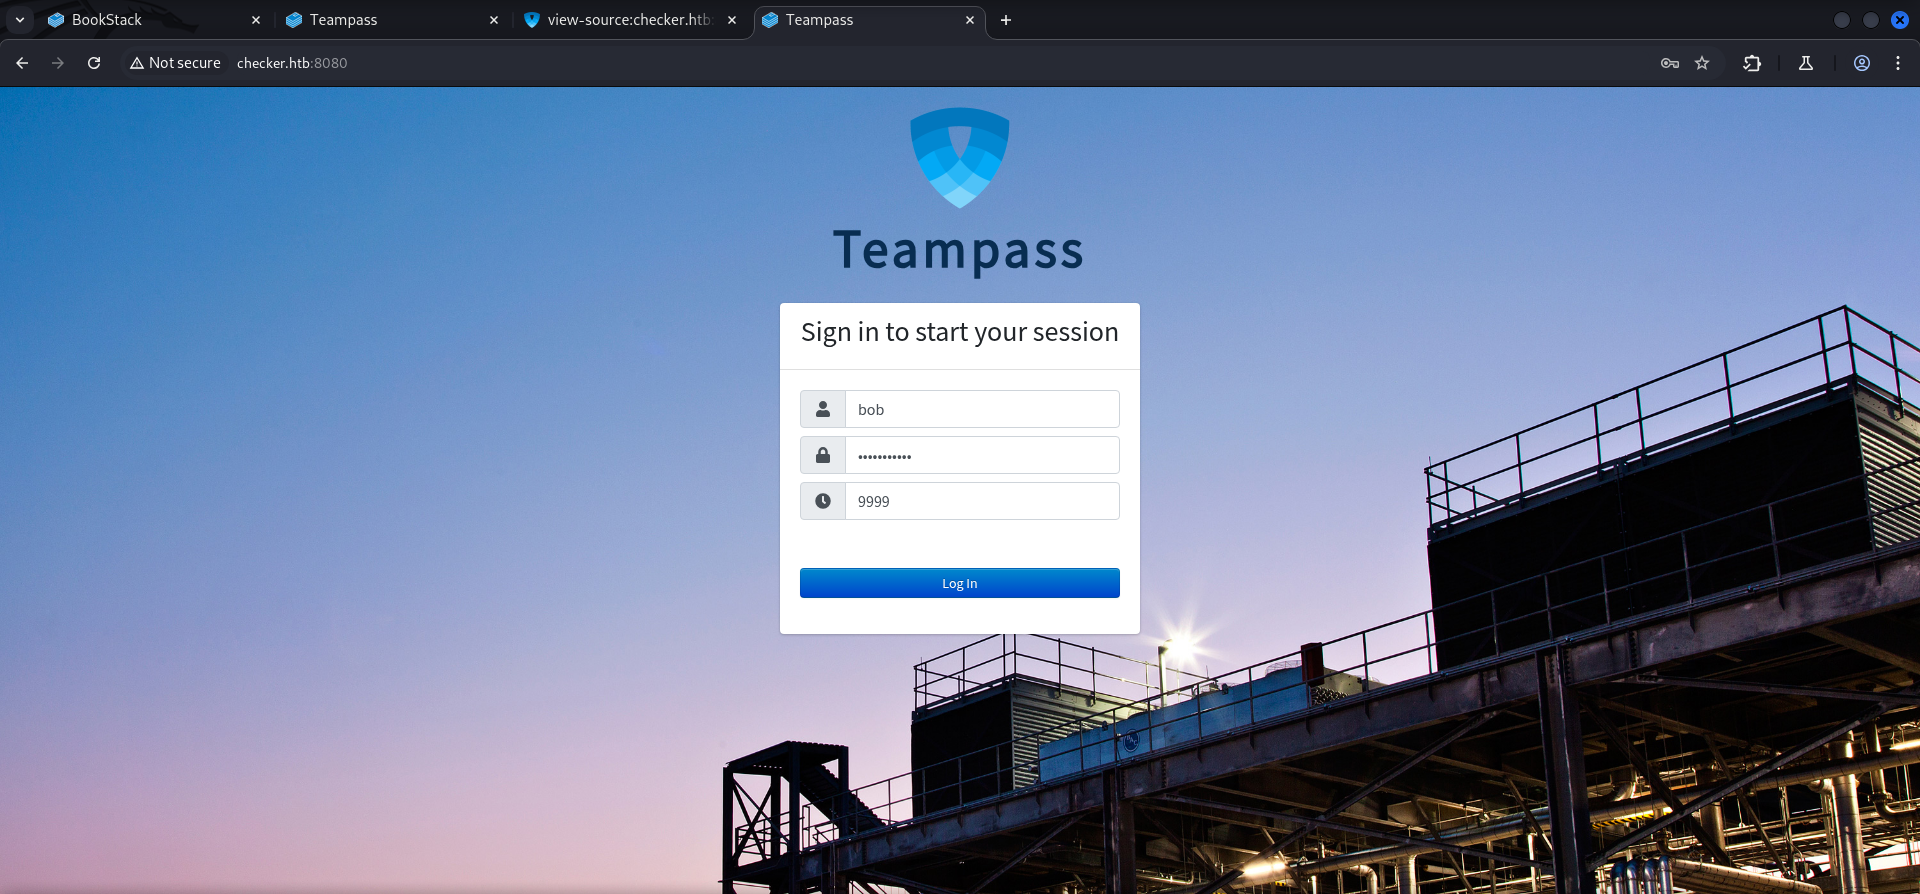 BookStack
Teampass
view-source:checker.htb:
Teampass
Not secure
checker.htb:8080
Teampass
Sign in to start your session
bob
•••••••••••
9999
Log In